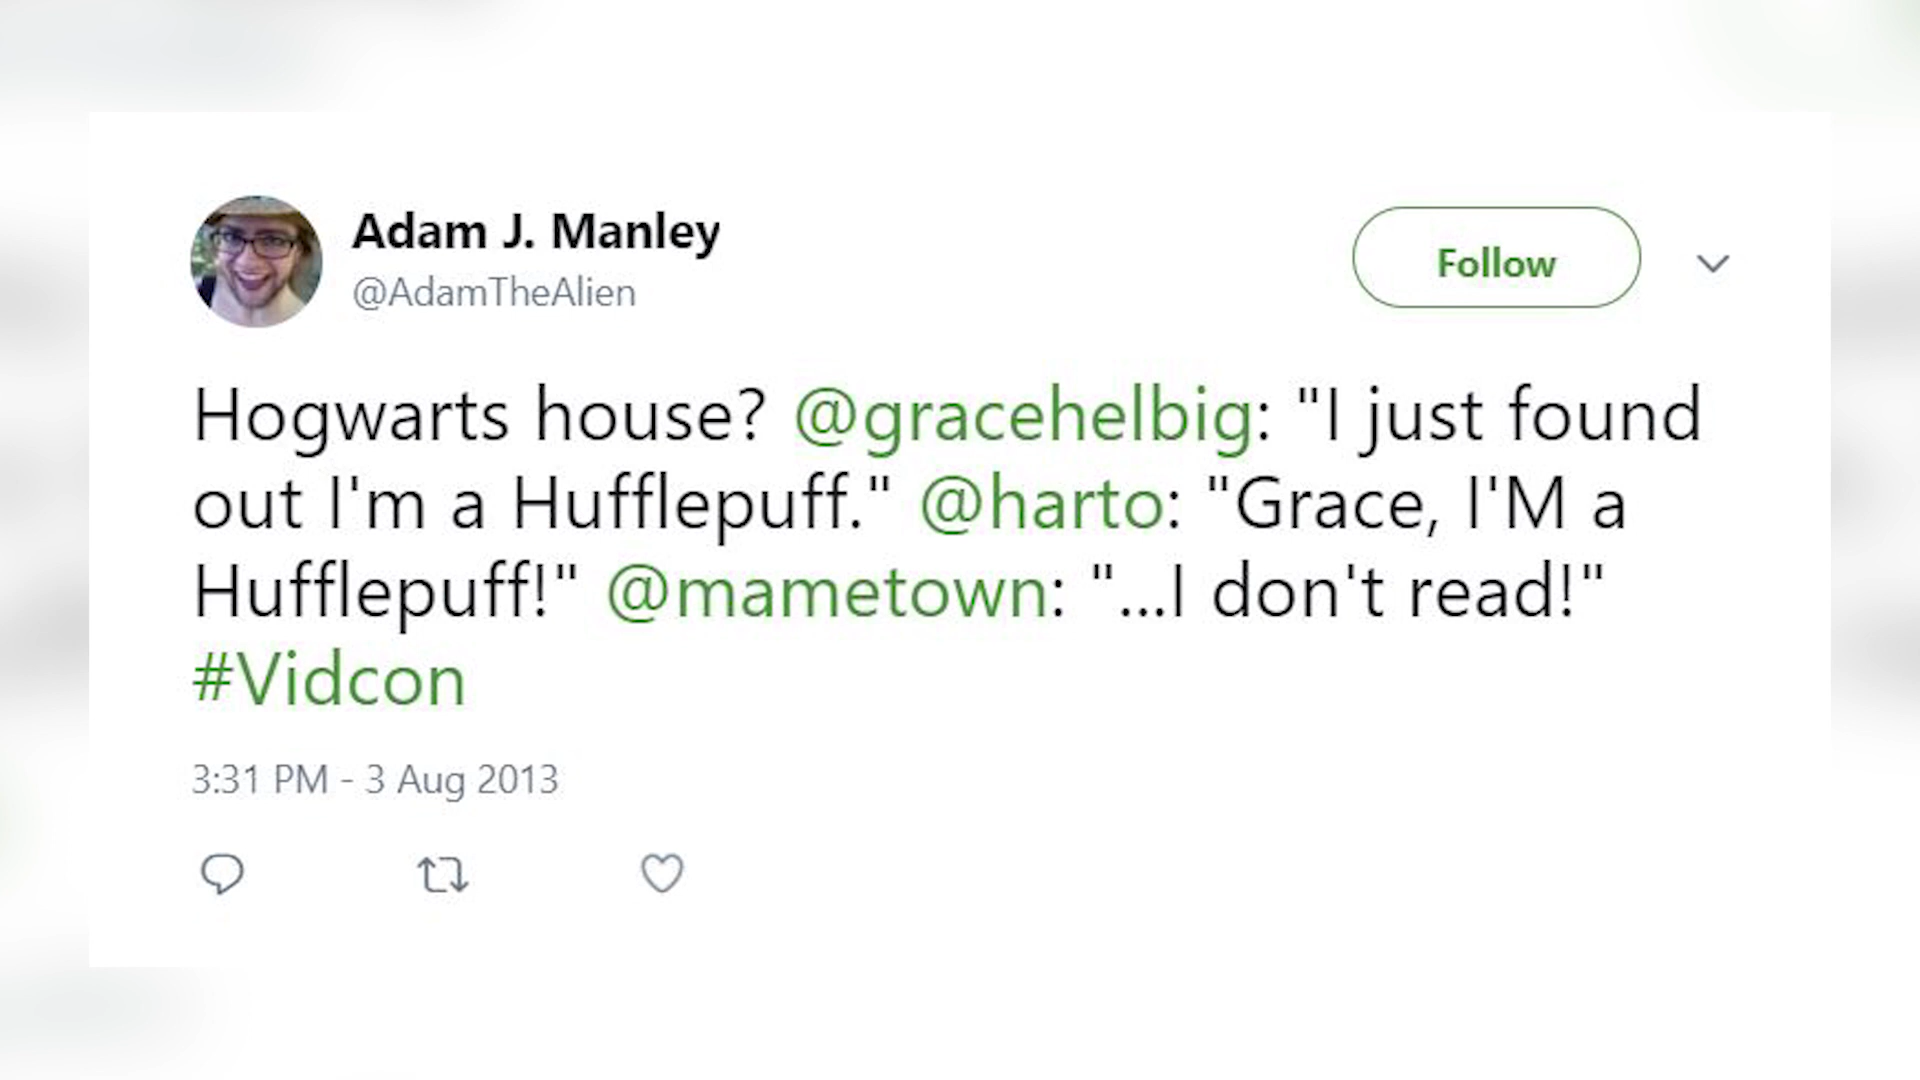 Adam J. Manley
@AdamTheAlien
Follow
Hogwarts house? @gracehelbig: "I just found
out I'm a Hufflepuff." @harto: "Grace, I'M a
Hufflepuff!" @mametown: "...I don't read!"
#Vidcon
3:31 PM - 3 Aug 2013